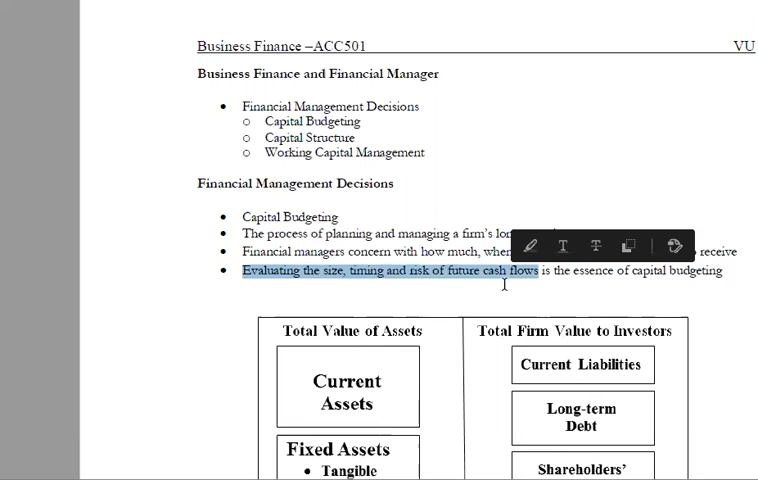 Business Finance –ACC501 VU
Business Finance and Financial Manager
• Financial Management Decisions
o Capital Budgeting
o Capital Structure
o Working Capital Management
Financial Management Decisions
• Capital Budgeting
• The process of planning and managing a firm's
• Financial managers concern with how much, receive
• Evaluating the size, timing and risk of future cash flows is the essence of capital budgeting
Total Value of Assets
Current
Assets
Fixed Assets
• Tangible
Total Firm Value to Investors
Current Liabilities
Long-term
Debt
Shareholders'